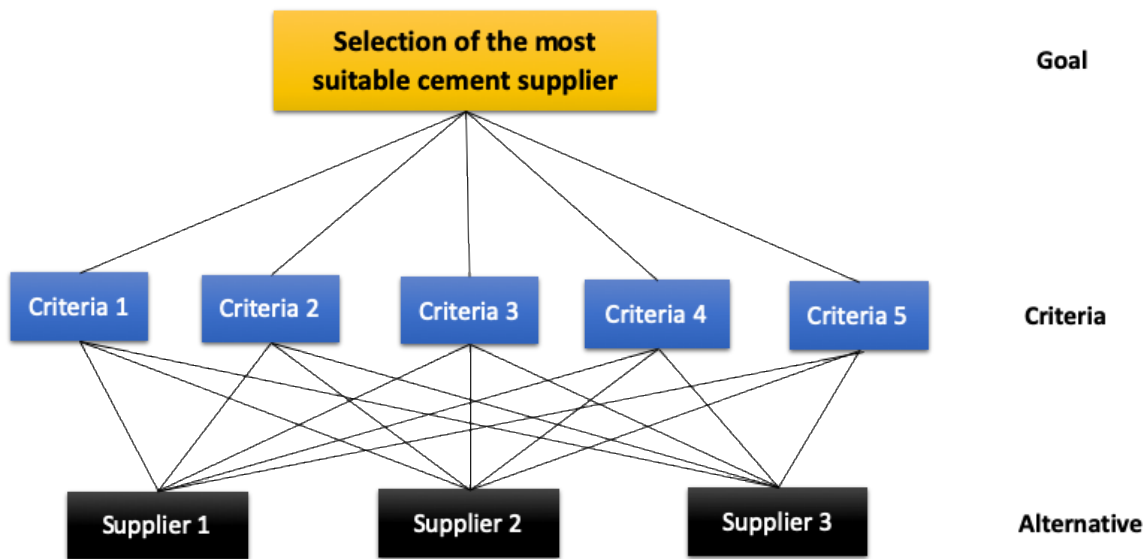 Selection of the most
suitable cement supplier
Goal
Criteria 1
Criteria 2
Criteria 3
Criteria 4
Criteria 5
Criteria
Supplier 1
Supplier 2
Supplier 3
Alternative